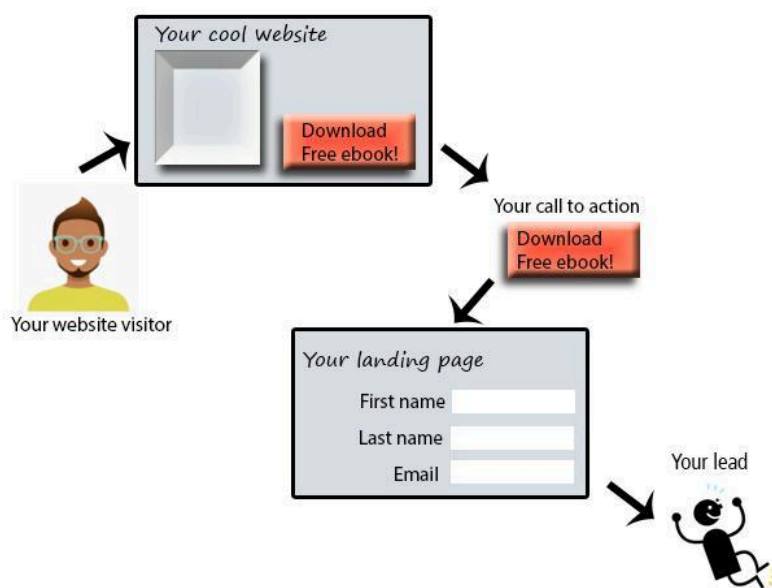 Your cool website
Download
Free ebook!
Your call to action
Download
Free ebook!
Your website visitor
Your landing page
First name
Last name
Email
Your lead